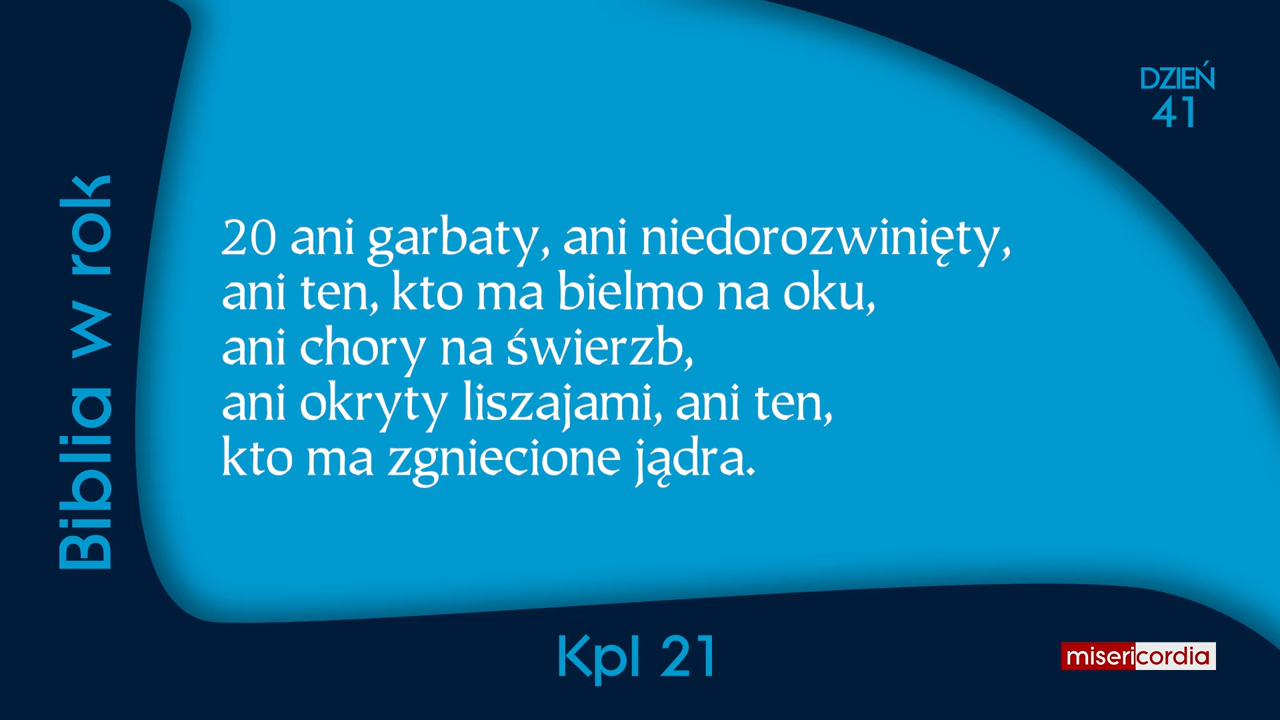 DZIEŃ
41
Biblia w rok
20 ani garbaty, ani niedorozwinięty,
ani ten, kto ma bielmo na oku,
ani chory na świerzb,
ani okryty liszajami, ani ten,
kto ma zgniecione jądra.
Kpl 21
misericordia